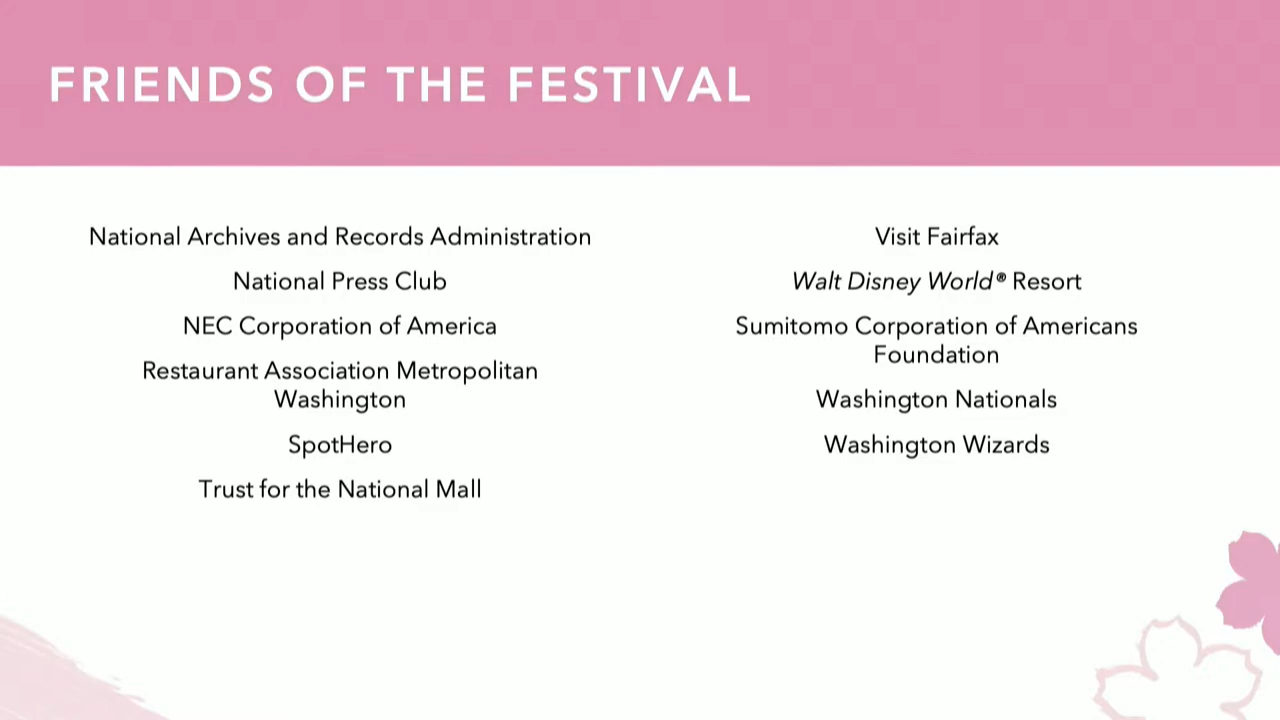 FRIENDS OF THE FESTIVAL
National Archives and Records Administration
National Press Club
NEC Corporation of America
Restaurant Association Metropolitan
Washington
SpotHero
Trust for the National Mall
Visit Fairfax
Walt Disney World® Resort
Sumitomo Corporation of Americans
Foundation
Washington Nationals
Washington Wizards